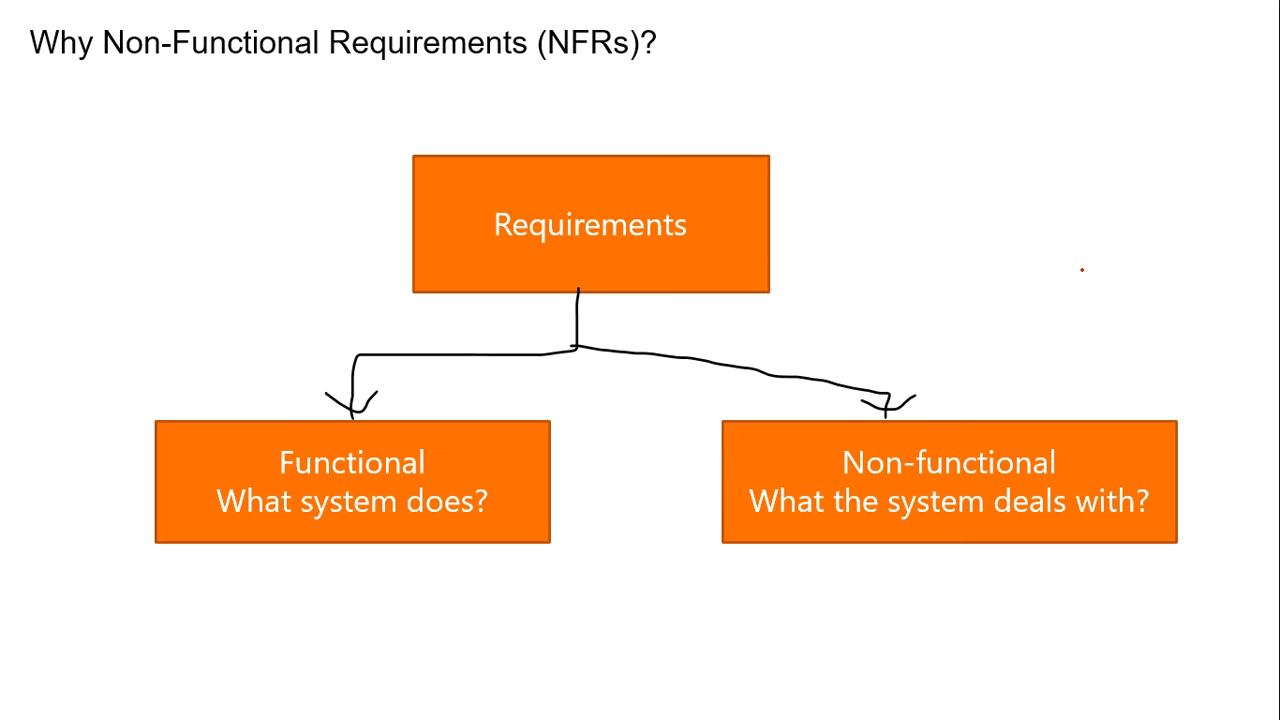 Why Non-Functional Requirements (NFRs)?
Requirements
Functional
What system does?
Non-functional
What the system deals with?